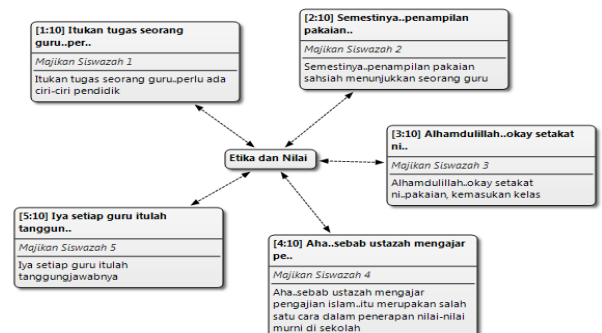 [1:10] Itukan tugas seorang
guru..per..
Majikan Siswazah 1
Itukan tugas seorang guru..perlu ada
ciri-ciri pendidik
[2:10] Semestinya..penampilan
pakaian..
Majikan Siswazah 2
Semestinya..penampilan pakaian
sahsiah menunjukkan seorang guru
[3:10] Alhamdulillah..okay setakat
ni..
Majikan Siswazah 3
Alhamdulillah..okay setakat
ni..pakaian, kemasukan kelas
Etika dan Nilai
[5:10] Iya setiap guru itulah
tanggun..
Majikan Siswazah 5
Iya setiap guru itulah
tanggungjawabnya
[4:10] Aha..sebab ustazah mengajar
pe..
Majikan Siswazah 4
Aha..sebab ustazah mengajar
pengajian islam..itu merupakan salah
satu cara dalam penerapan nilai-nilai
murni di sekolah